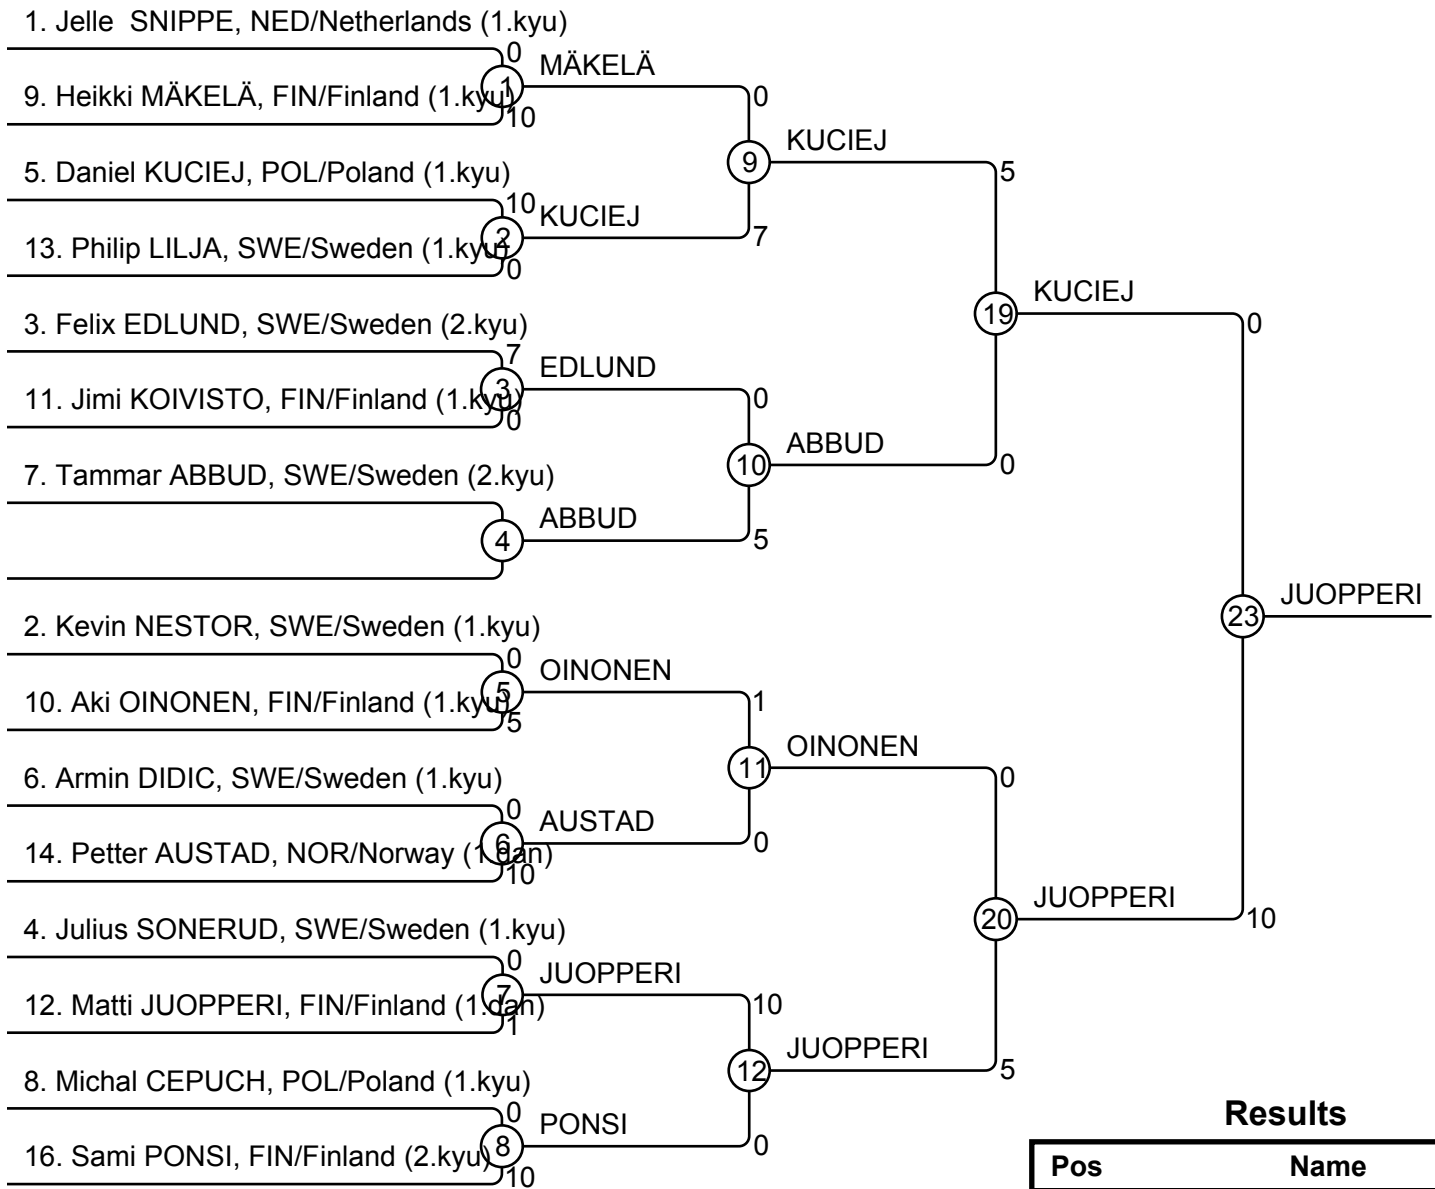 1. Jelle  SNIPPE, NED/Netherlands (1.kyu)
0
1
MÄKELÄ
9. Heikki MÄKELÄ, FIN/Finland (1.kyu)
10
0
9
KUCIEJ
5. Daniel KUCIEJ, POL/Poland (1.kyu)
10
2
KUCIEJ
7
13. Philip LILJA, SWE/Sweden (1.kyu)
0
5
19
KUCIEJ
3. Felix EDLUND, SWE/Sweden (2.kyu)
7
3
EDLUND
11. Jimi KOIVISTO, FIN/Finland (1.kyu)
0
0
10
ABBUD
0
7. Tammar ABBUD, SWE/Sweden (2.kyu)
4
ABBUD
5
0
23
JUOPPERI
2. Kevin NESTOR, SWE/Sweden (1.kyu)
0
5
OINONEN
10. Aki OINONEN, FIN/Finland (1.kyu)
5
1
11
OINONEN
0
6. Armin DIDIC, SWE/Sweden (1.kyu)
0
6
AUSTAD
0
14. Petter AUSTAD, NOR/Norway (1.dan)
10
20
JUOPPERI
10
4. Julius SONERUD, SWE/Sweden (1.kyu)
0
7
JUOPPERI
12. Matti JUOPPERI, FIN/Finland (1.dan)
1
10
12
JUOPPERI
5
8. Michal CEPUCH, POL/Poland (1.kyu)
0
8
PONSI
0
16. Sami PONSI, FIN/Finland (2.kyu)
10
Results
Pos Name